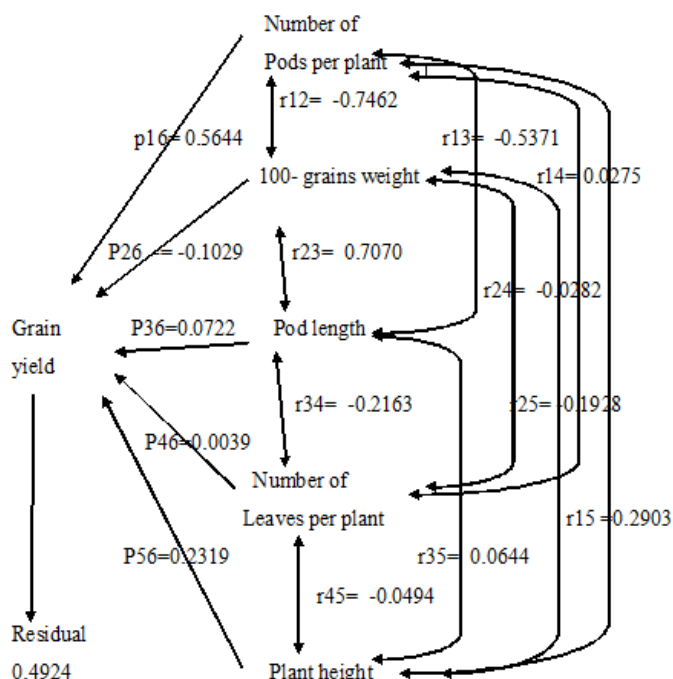 Number of
Pods per plant
r12= -0.7462
p16= 0.5644
r13= -0.5371
100- grains weight
r14= 0.0275
P26 = -0.1029
r23= 0.7070
r24= -0.0282
Grain
yield
P36=0.0722
Pod length
r34= -0.2163
r25= -0.1928
P46=0.0039
Number of
Leaves per plant
r15 =0.2903
P56=0.2319
r35= 0.0644
r45= -0.0494
Residual
0.4924
Plant height